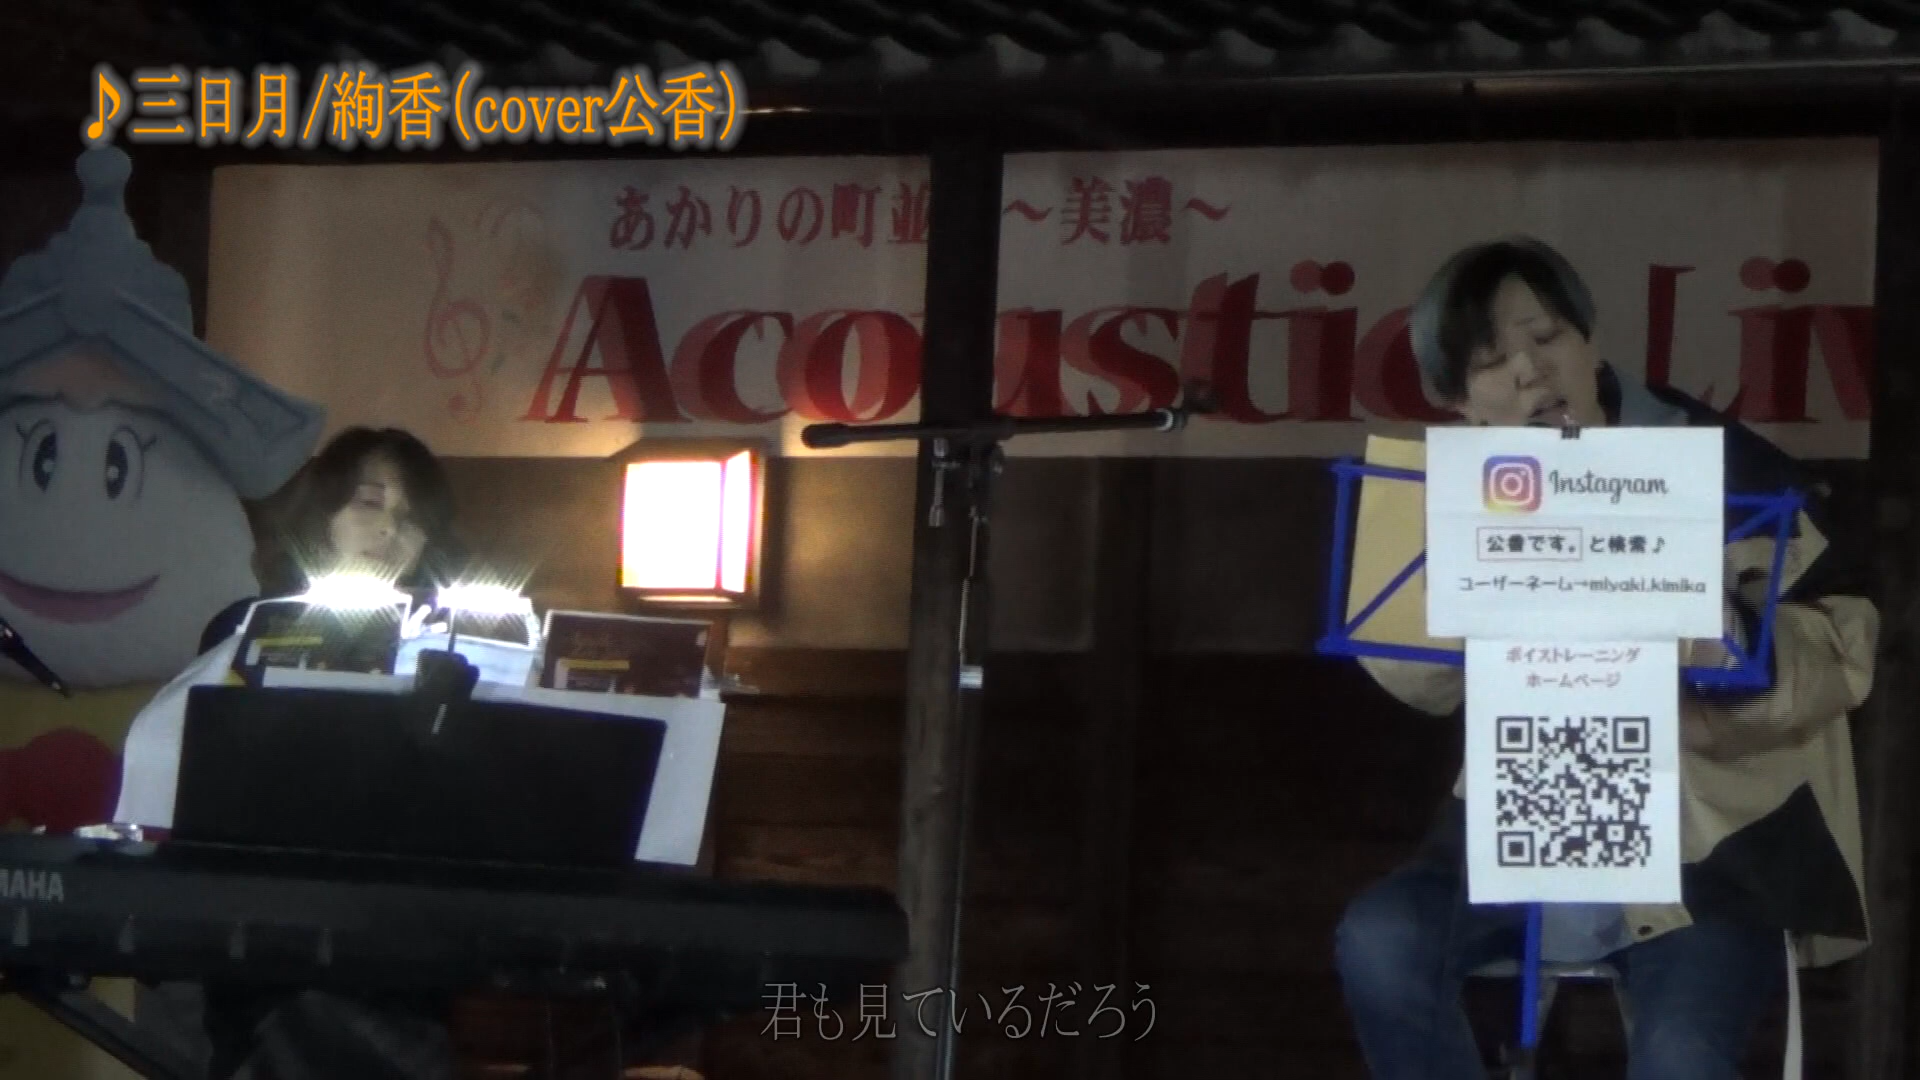 ♪三日月/絢香(cover公香)
あかりの町並 ～美濃～
Acoustic Liv
Instagram
公香です。と検索♪
ユーザーネーム→miyaki.kimika
ボイストレーニング
ホームページ
MAHA
君も見ているだろう